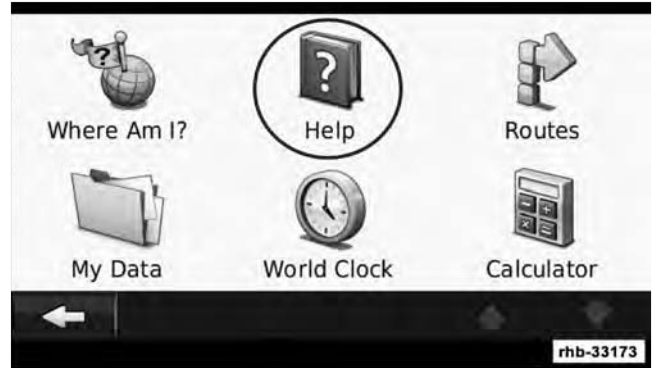 Where Am I?
Help
Routes
My Data
World Clock
Calculator
rhb-33173